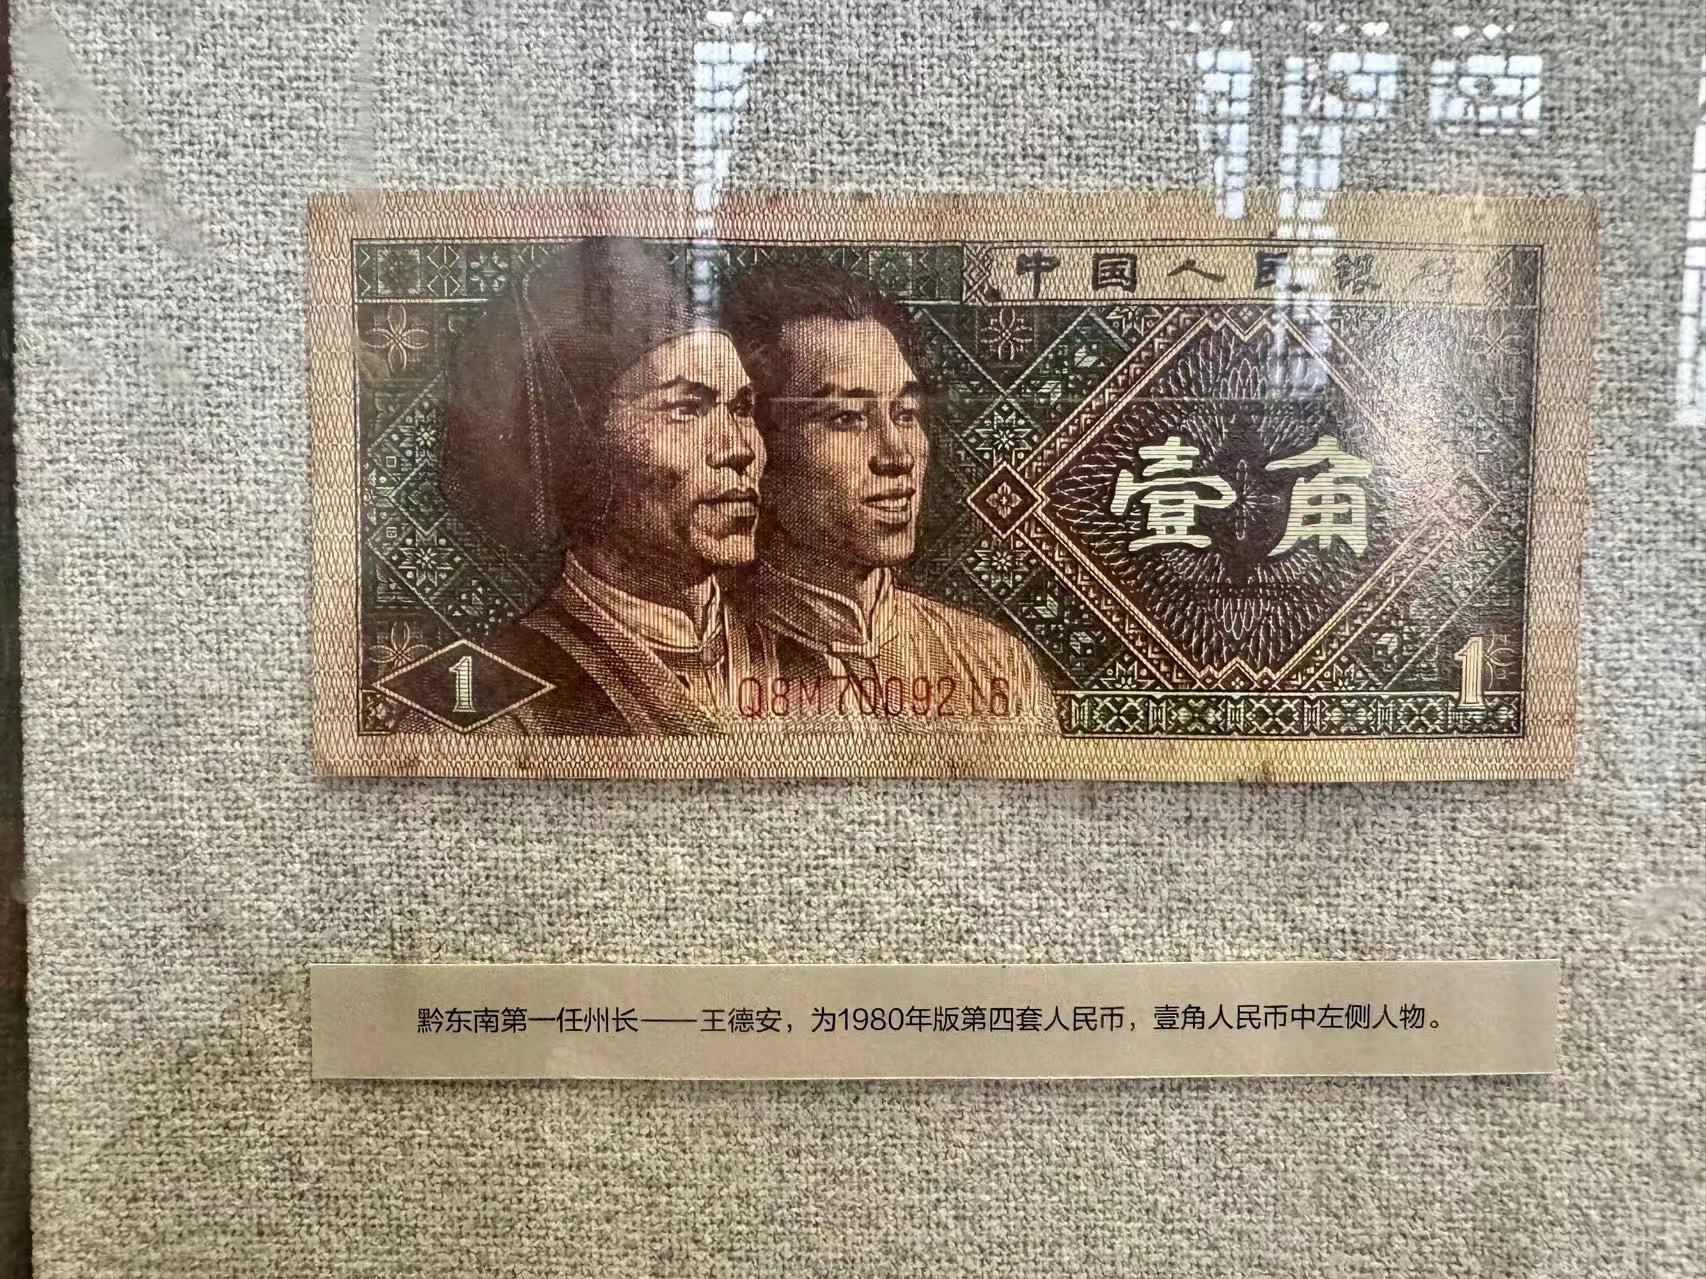 中国人民银行
壹角
1
Q8M7009216
1
黔东南第一任州长——王德安，为1980年版第四套人民币，壹角人民币中左侧人物。